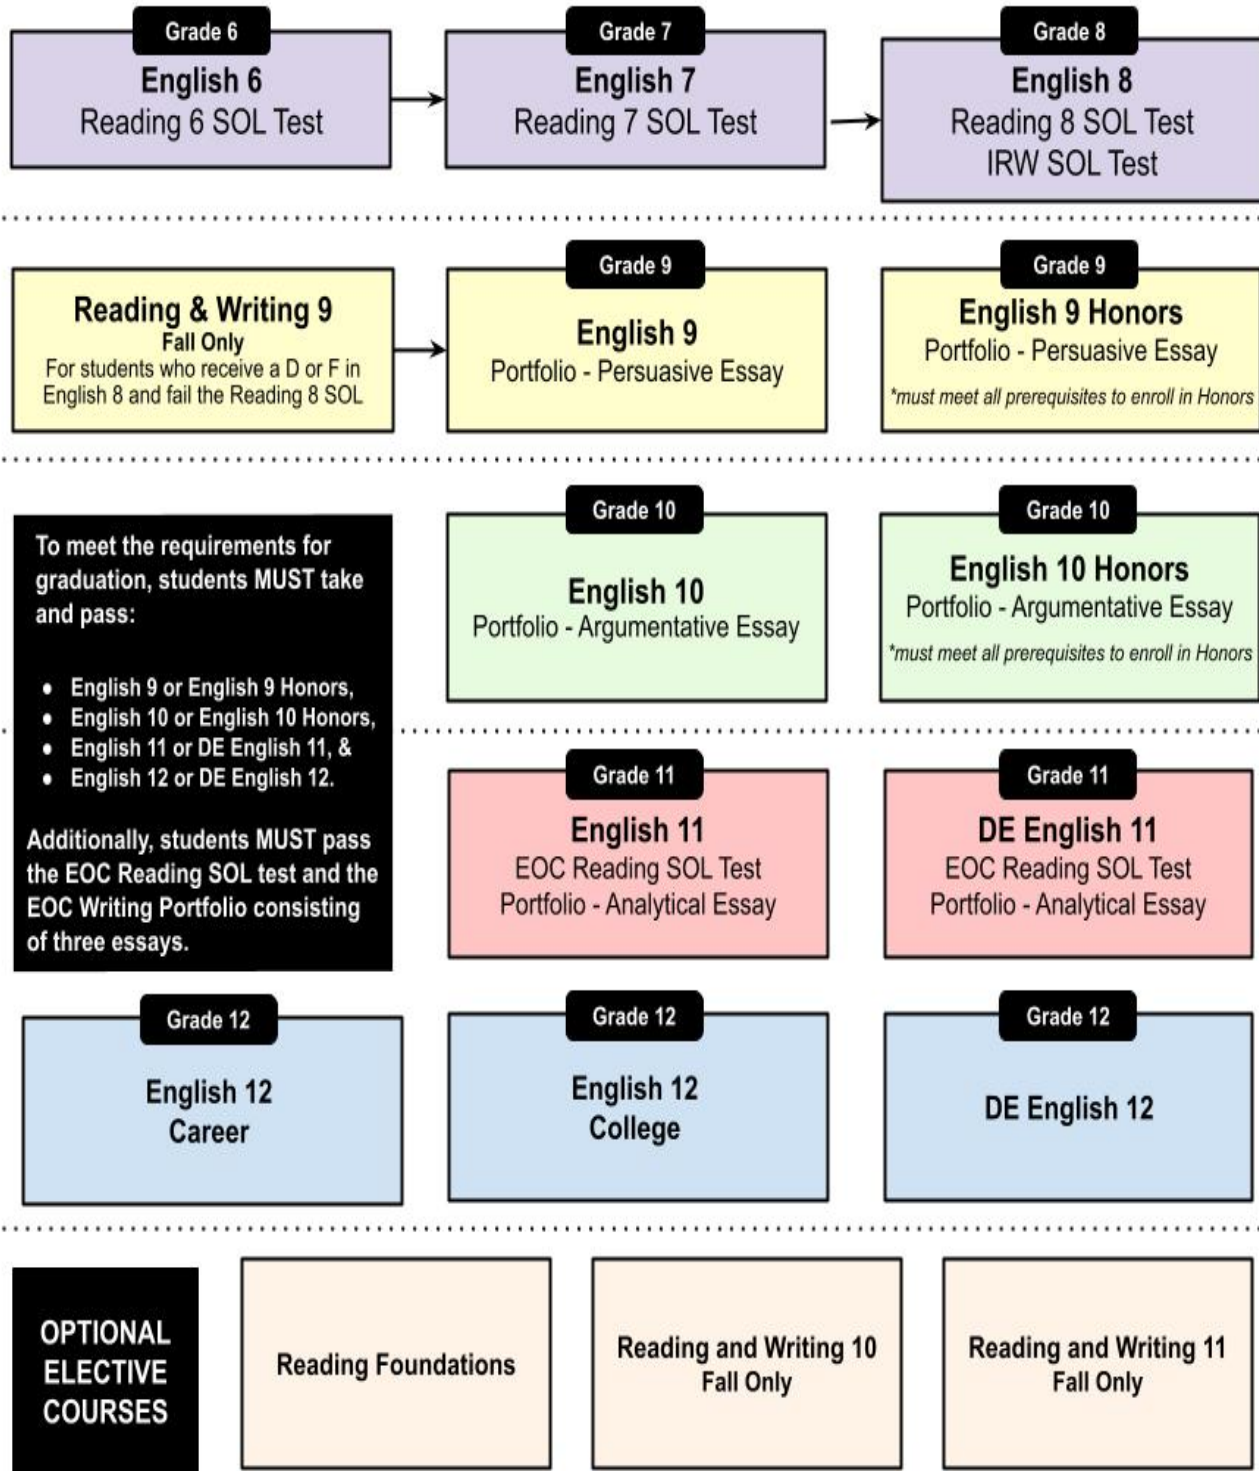 Grade 6
English 6
Reading 6 SOL Test
Grade 7
English 7
Reading 7 SOL Test
Grade 8
English 8
Reading 8 SOL Test
IRW SOL Test
Reading & Writing 9
Fall Only
For students who receive a D or F in
English 8 and fail the Reading 8 SOL
Grade 9
English 9
Portfolio - Persuasive Essay
Grade 9
English 9 Honors
Portfolio - Persuasive Essay
*must meet all prerequisites to enroll in Honors
To meet the requirements for
graduation, students MUST take
and pass:
● English 9 or English 9 Honors,
● English 10 or English 10 Honors,
● English 11 or DE English 11, &
● English 12 or DE English 12.
Additionally, students MUST pass
the EOC Reading SOL test and the
EOC Writing Portfolio consisting
of three essays.
Grade 10
English 10
Portfolio - Argumentative Essay
Grade 10
English 10 Honors
Portfolio - Argumentative Essay
*must meet all prerequisites to enroll in Honors
Grade 11
English 11
EOC Reading SOL Test
Portfolio - Analytical Essay
Grade 11
DE English 11
EOC Reading SOL Test
Portfolio - Analytical Essay
Grade 12
English 12
Career
Grade 12
English 12
College
Grade 12
DE English 12
OPTIONAL
ELECTIVE
COURSES
Reading Foundations
Reading and Writing 10
Fall Only
Reading and Writing 11
Fall Only